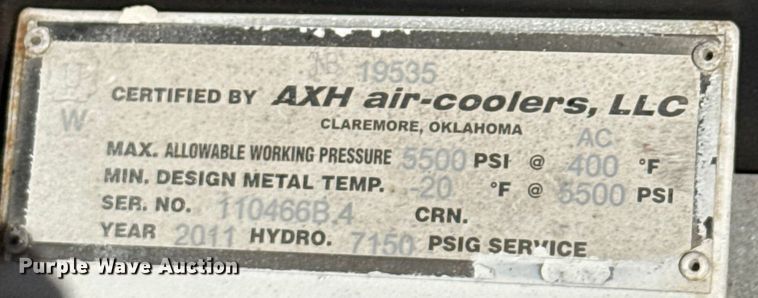 NB 19535
U
W
CERTIFIED BY AXH air-coolers, LLC
CLAREMORE, OKLAHOMA
AC
MAX. ALLOWABLE WORKING PRESSURE 5500 PSI @ 400 °F
MIN. DESIGN METAL TEMP. -20 °F @ 5500 PSI
SER. NO. 110466B.4 CRN.
YEAR 2011 HYDRO. 7150 PSIG SERVICE
Purple Wave Auction